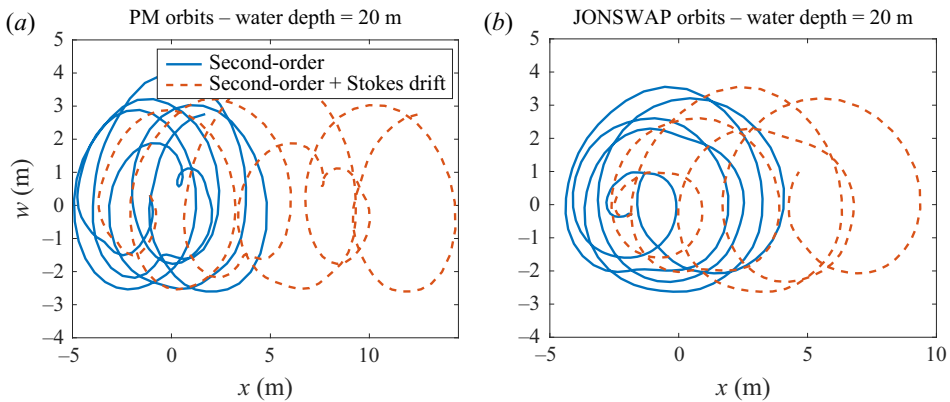 (a) PM orbits – water depth = 20 m
5
4
3
2
1
0
–1
–2
–3
–4
w (m)
Second-order
Second-order + Stokes drift
–5 0 5 10
x (m)
(b) JONSWAP orbits – water depth = 20 m
5
4
3
2
1
0
–1
–2
–3
–4
–5 0 5 10
x (m)